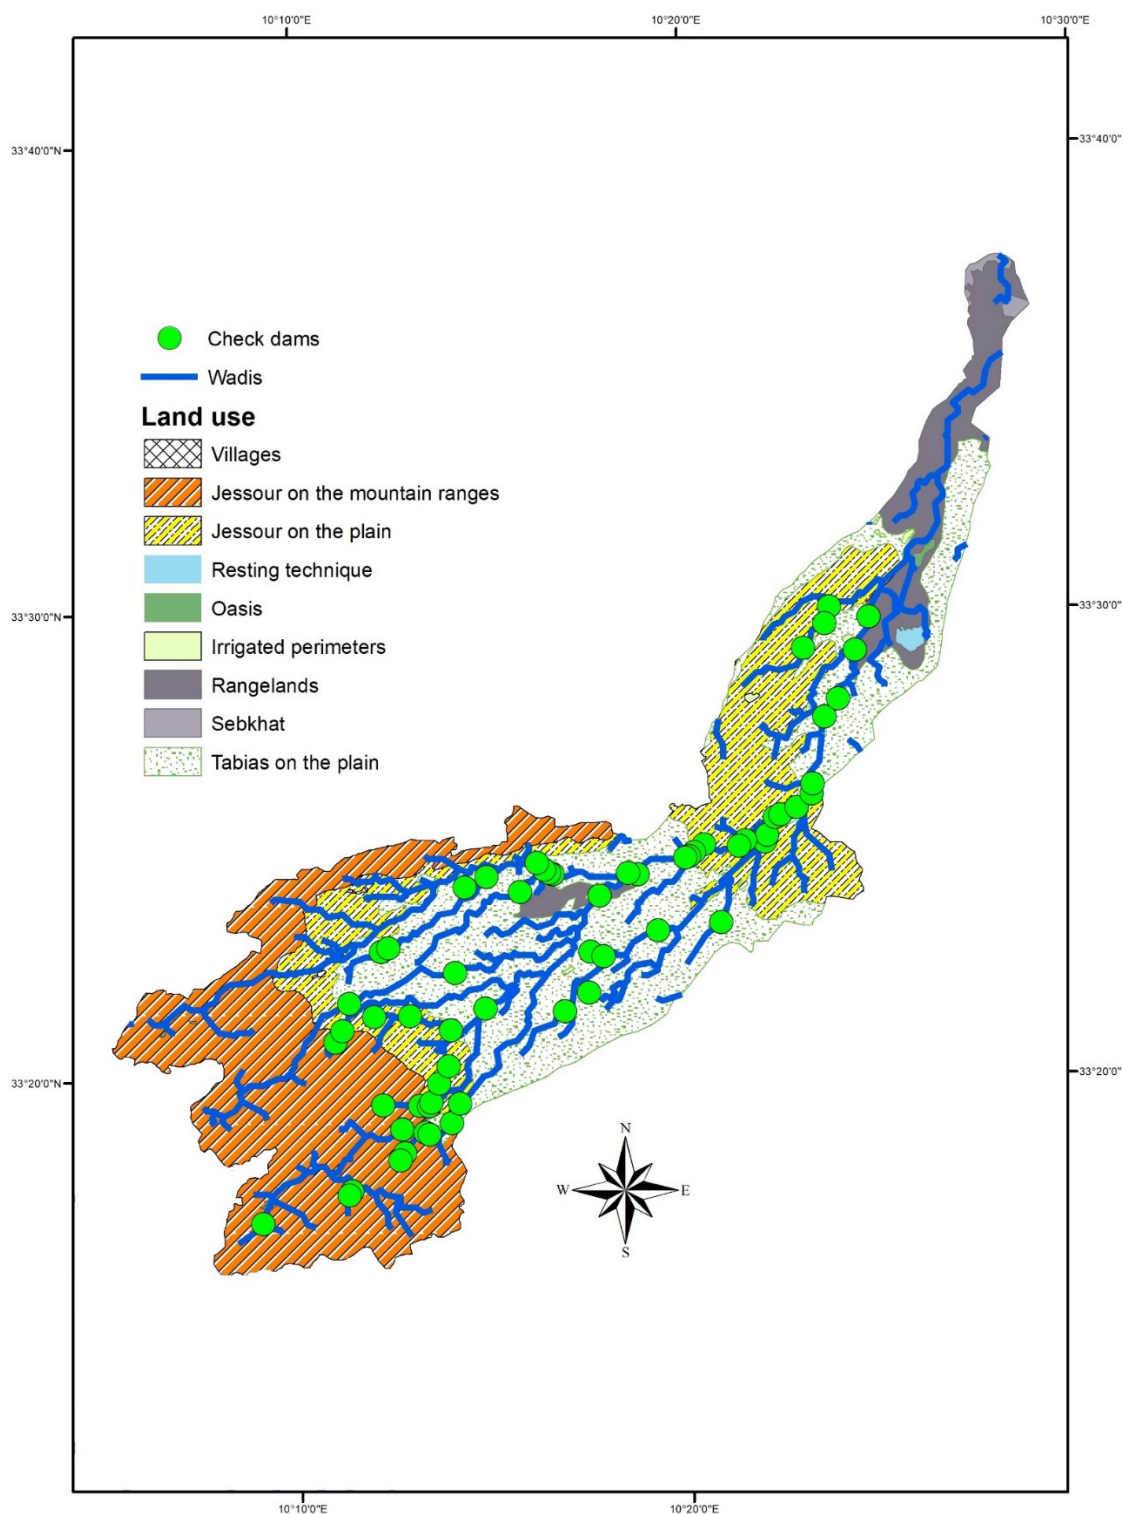 10°10'0"E
10°20'0"E
10°30'0"E
33°40'0"N
33°40'0"
Check dams
Wadis
Land use
Villages
Jessour on the mountain ranges
Jessour on the plain
Resting technique
Oasis
Irrigated perimeters
Rangelands
Sebkhat
Tabias on the plain
33°30'0"N
33°30'0"
33°20'0"N
33°20'0"
N
W
E
S
10°10'0"E
10°20'0"E